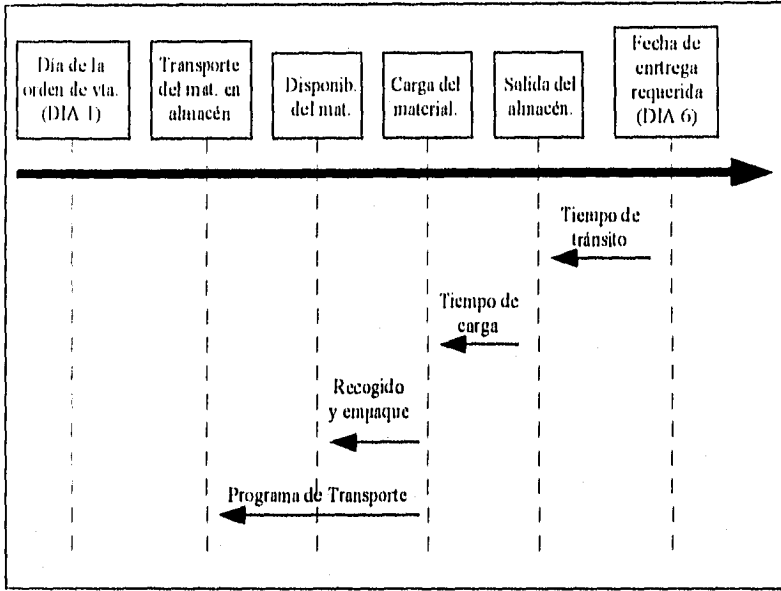 Día de la
orden de vta.
(DIA 1)
Transporte
del mat. en
almacén
Disponib.
del mat.
Carga del
material.
Salida del
almacén.
Fecha de
enrtrega
requerida
(DIA 6)
Tiempo de
tránsito
Tiempo de
carga
Recogido
y empaque
Programa de Transporte